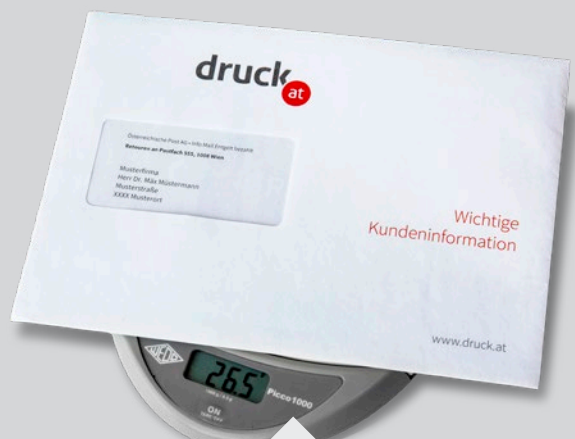 druck.at
Österreichische Post AG – Info.Mail Entgelt bezahlt
Retouren an Postfach 555, 1008 Wien
Musterfirma
Herr Dr. Max Müstermann
Musterstraße
XXXX Musterort
Wichtige
Kundeninformation
www.druck.at
26.5
Picco1000
ON